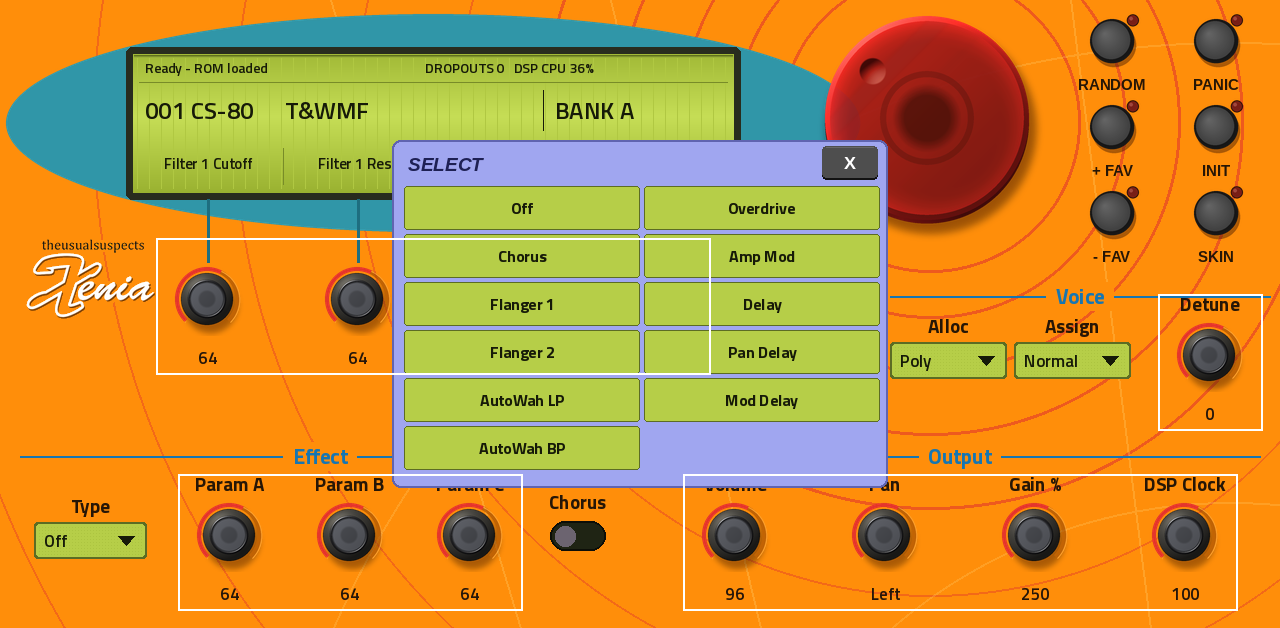 Ready - ROM loaded DROPOUTS 0 DSP CPU 36%
001 CS-80 T&WMF BANK A
Filter 1 Cutoff Filter 1 Res
RANDOM PANIC
+ FAV INIT
- FAV SKIN
SELECT X
Off Overdrive
Chorus Amp Mod
Flanger 1 Delay
Flanger 2 Pan Delay
AutoWah LP Mod Delay
AutoWah BP
theusualsuspects
Xenia
64 64
Voice
Alloc Assign Detune
Poly Normal
0
Effect Output
Type Param A Param B Param C Chorus Volume Pan Gain % DSP Clock
Off
64 64 64 96 Left 250 100